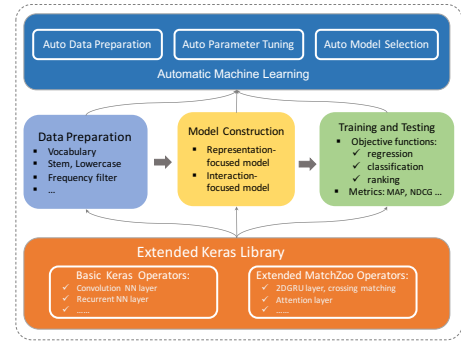 Auto Data Preparation
Auto Parameter Tuning
Auto Model Selection
Automatic Machine Learning
Data Preparation
Vocabulary
Stem, Lowercase
Frequency filter
...
Model Construction
Representation-
focused model
Interaction-
focused model
Training and Testing
Objective functions:
regression
classification
ranking
Metrics: MAP, NDCG ...
Extended Keras Library
Basic Keras Operators:
Convolution NN layer
Recurrent NN layer
......
Extended MatchZoo Operators:
2DGRU layer, crossing matching
Attention layer
......